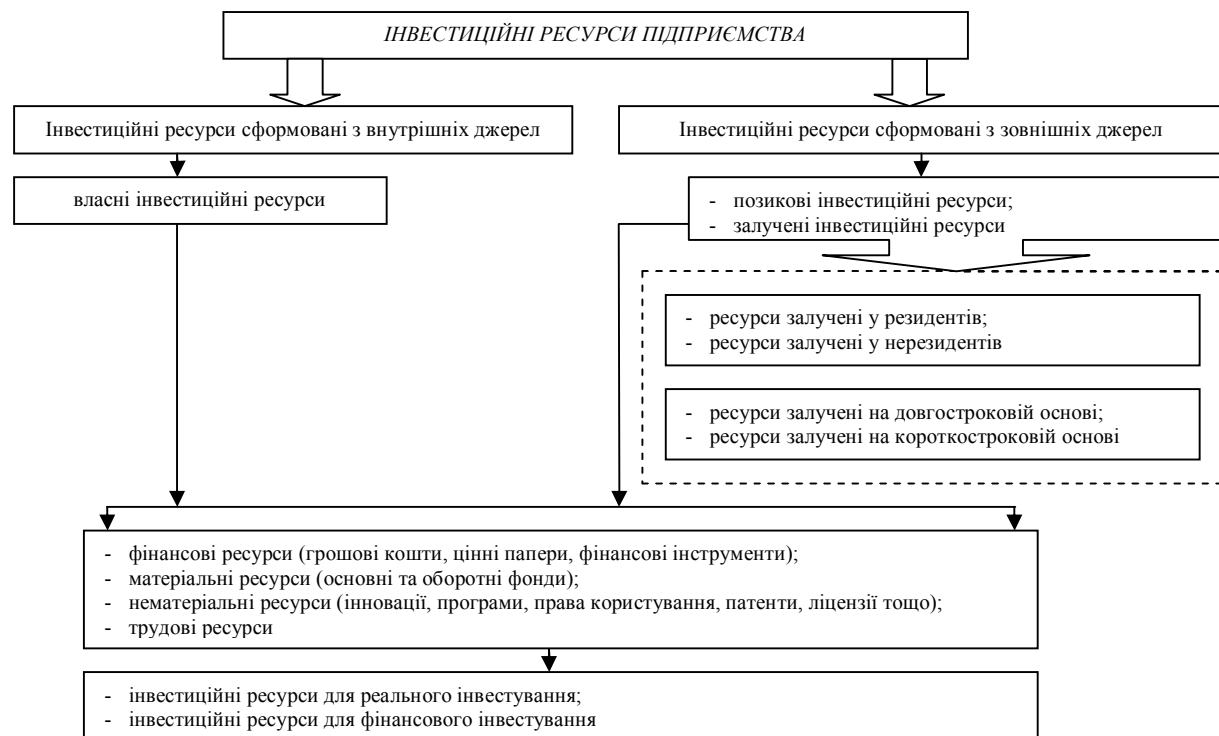 ІНВЕСТИЦІЙНІ РЕСУРСИ ПІДПРИЄМСТВА
Інвестиційні ресурси сформовані з внутрішніх джерел
Інвестиційні ресурси сформовані з зовнішніх джерел
власні інвестиційні ресурси
- позикові інвестиційні ресурси;
- залучені інвестиційні ресурси
- ресурси залучені у резидентів;
- ресурси залучені у нерезидентів
- ресурси залучені на довгостроковій основі;
- ресурси залучені на короткостроковій основі
- фінансові ресурси (грошові кошти, цінні папери, фінансові інструменти);
- матеріальні ресурси (основні та оборотні фонди);
- нематеріальні ресурси (інновації, програми, права користування, патенти, ліцензії тощо);
- трудові ресурси
- інвестиційні ресурси для реального інвестування;
- інвестиційні ресурси для фінансового інвестування